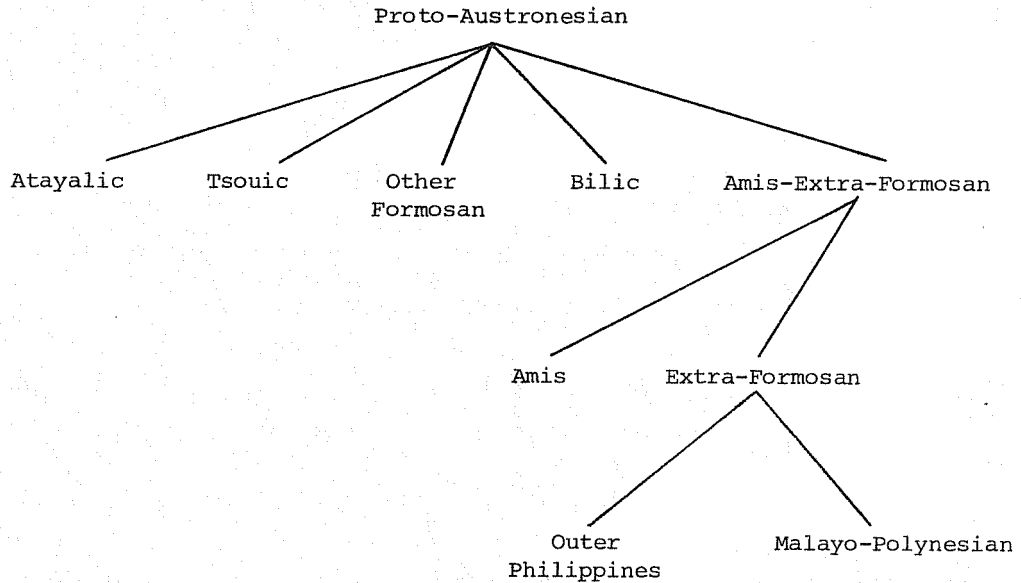 Proto-Austronesian
Atayalic Tsouic Other Formosan Bilic Amis-Extra-Formosan
Amis Extra-Formosan
Outer Philippines Malayo-Polynesian